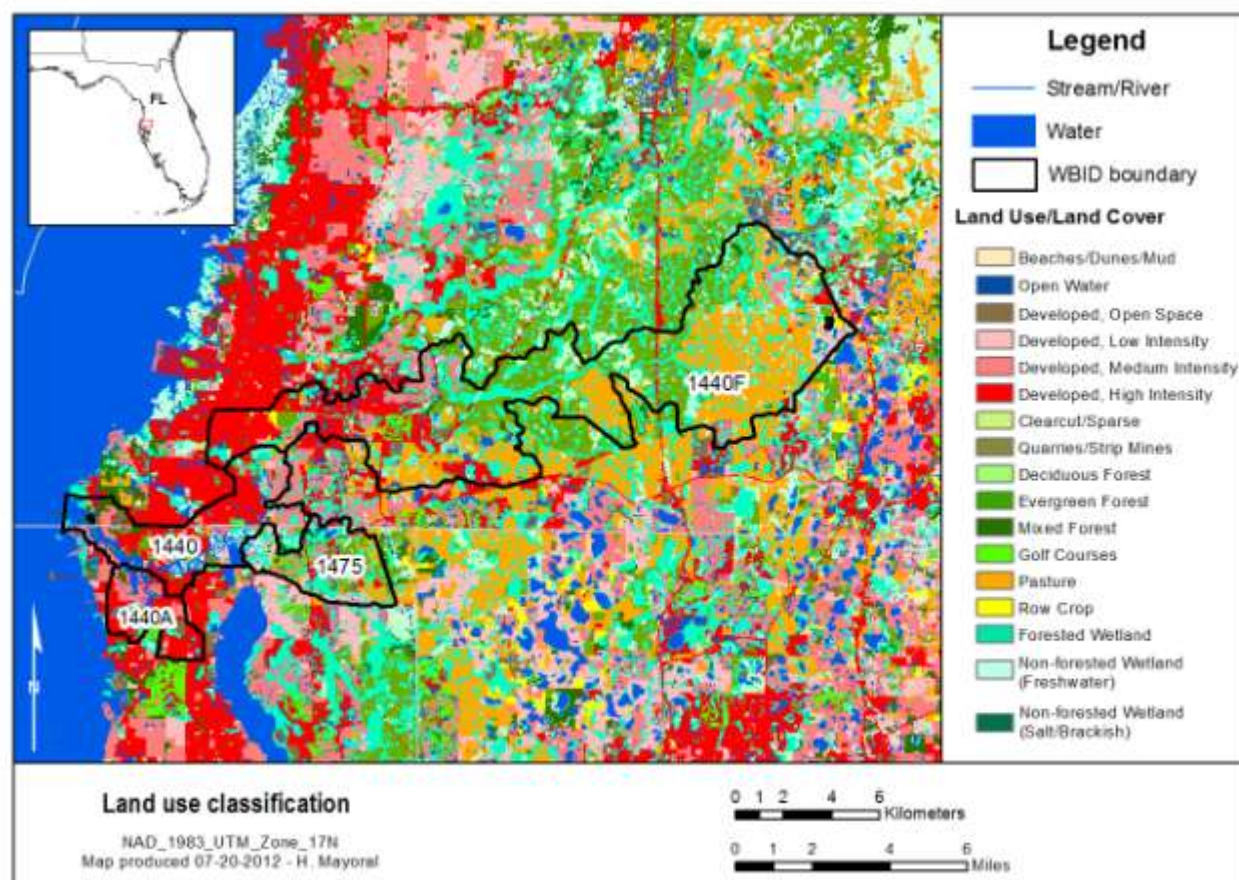 FL
1440F
1440
1475
1440A
N
Legend
Stream/River
Water
WBID boundary
Land Use/Land Cover
Beaches/Dunes/Mud
Open Water
Developed, Open Space
Developed, Low Intensity
Developed, Medium Intensity
Developed, High Intensity
Clearcut/Sparse
Quarries/Strip Mines
Deciduous Forest
Evergreen Forest
Mixed Forest
Golf Courses
Pasture
Row Crop
Forested Wetland
Non-forested Wetland
(Freshwater)
Non-forested Wetland
(Salt/Brackish)
Land use classification
NAD_1983_UTM_Zone_17N
Map produced 07-20-2012 - H. Mayoral
0 1 2 4 6
Kilometers
0 2 4 6
Miles